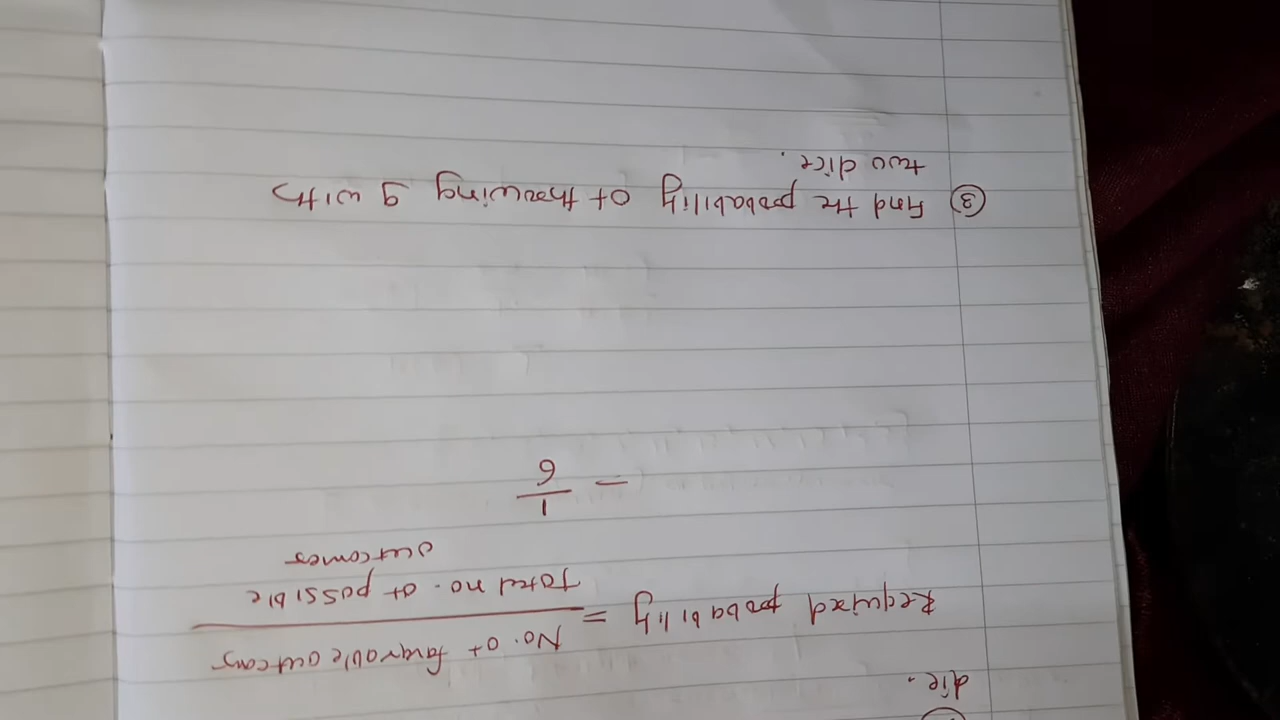 die.
Required probability = No. of favourable outcoms
Total no. of possible
outcomes
= 1
6
③ find the probability of throwing 9 with
two dice.